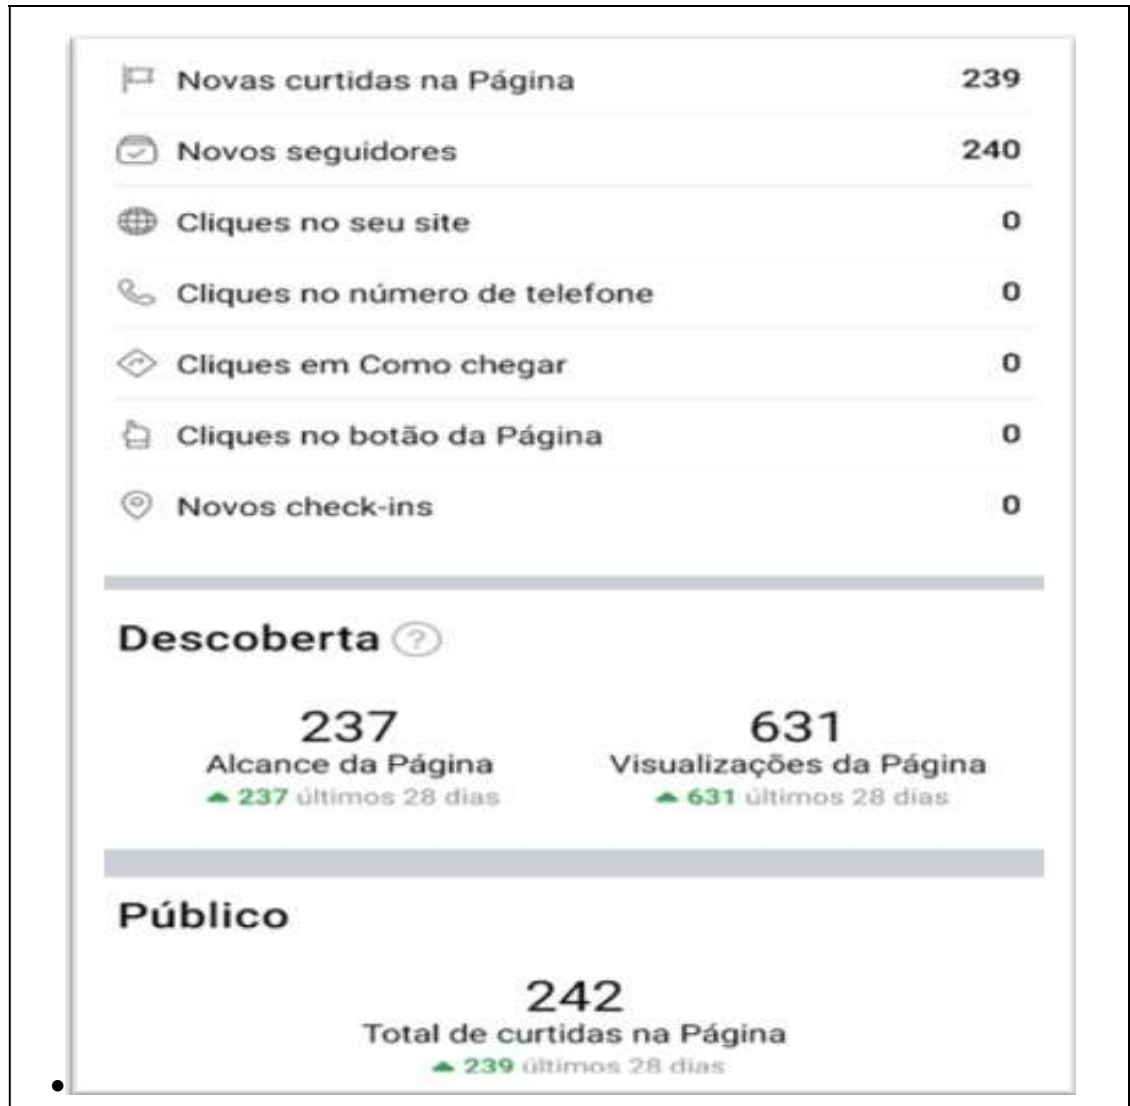 Novas curtidas na Página 239
Novos seguidores 240
Cliques no seu site 0
Cliques no número de telefone 0
Cliques em Como chegar 0
Cliques no botão da Página 0
Novos check-ins 0
Descoberta ?
237 631
Alcance da Página Visualizações da Página
237 últimos 28 dias 631 últimos 28 dias
Público
242
Total de curtidas na Página
239 últimos 28 dias